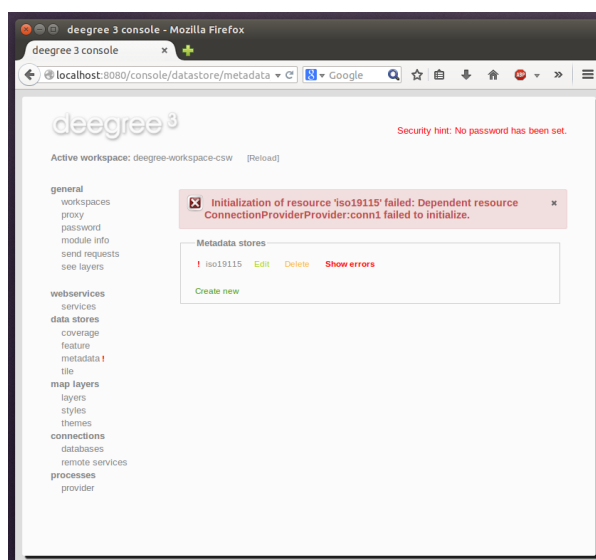 deegree 3 console - Mozilla Firefox
deegree 3 console ×
localhost:8080/console/datastore/metadata Google
deegree 3
Security hint: No password has been set.
Active workspace: deegree-workspace-csw [Reload]
general
workspaces
proxy
password
module info
send requests
see layers
Initialization of resource 'iso19115' failed: Dependent resource
ConnectionProviderProvider:conn1 failed to initialize.
Metadata stores
! iso19115 Edit Delete Show errors
Create new
webservices
services
data stores
coverage
feature
metadata !
tile
map layers
layers
styles
themes
connections
databases
remote services
processes
provider